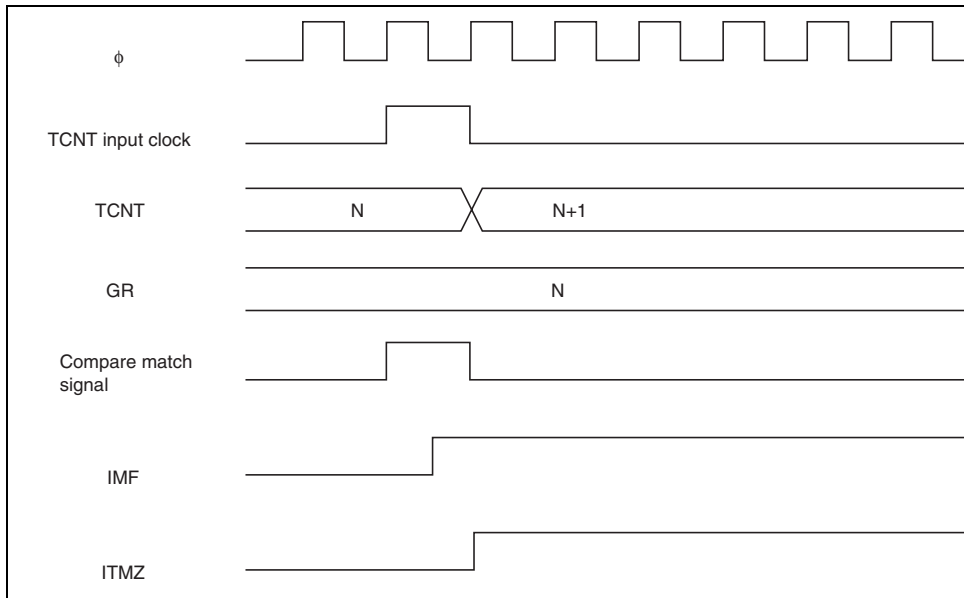 ϕ
TCNT input clock
TCNT
N
N+1
GR
N
Compare match
signal
IMF
ITMZ